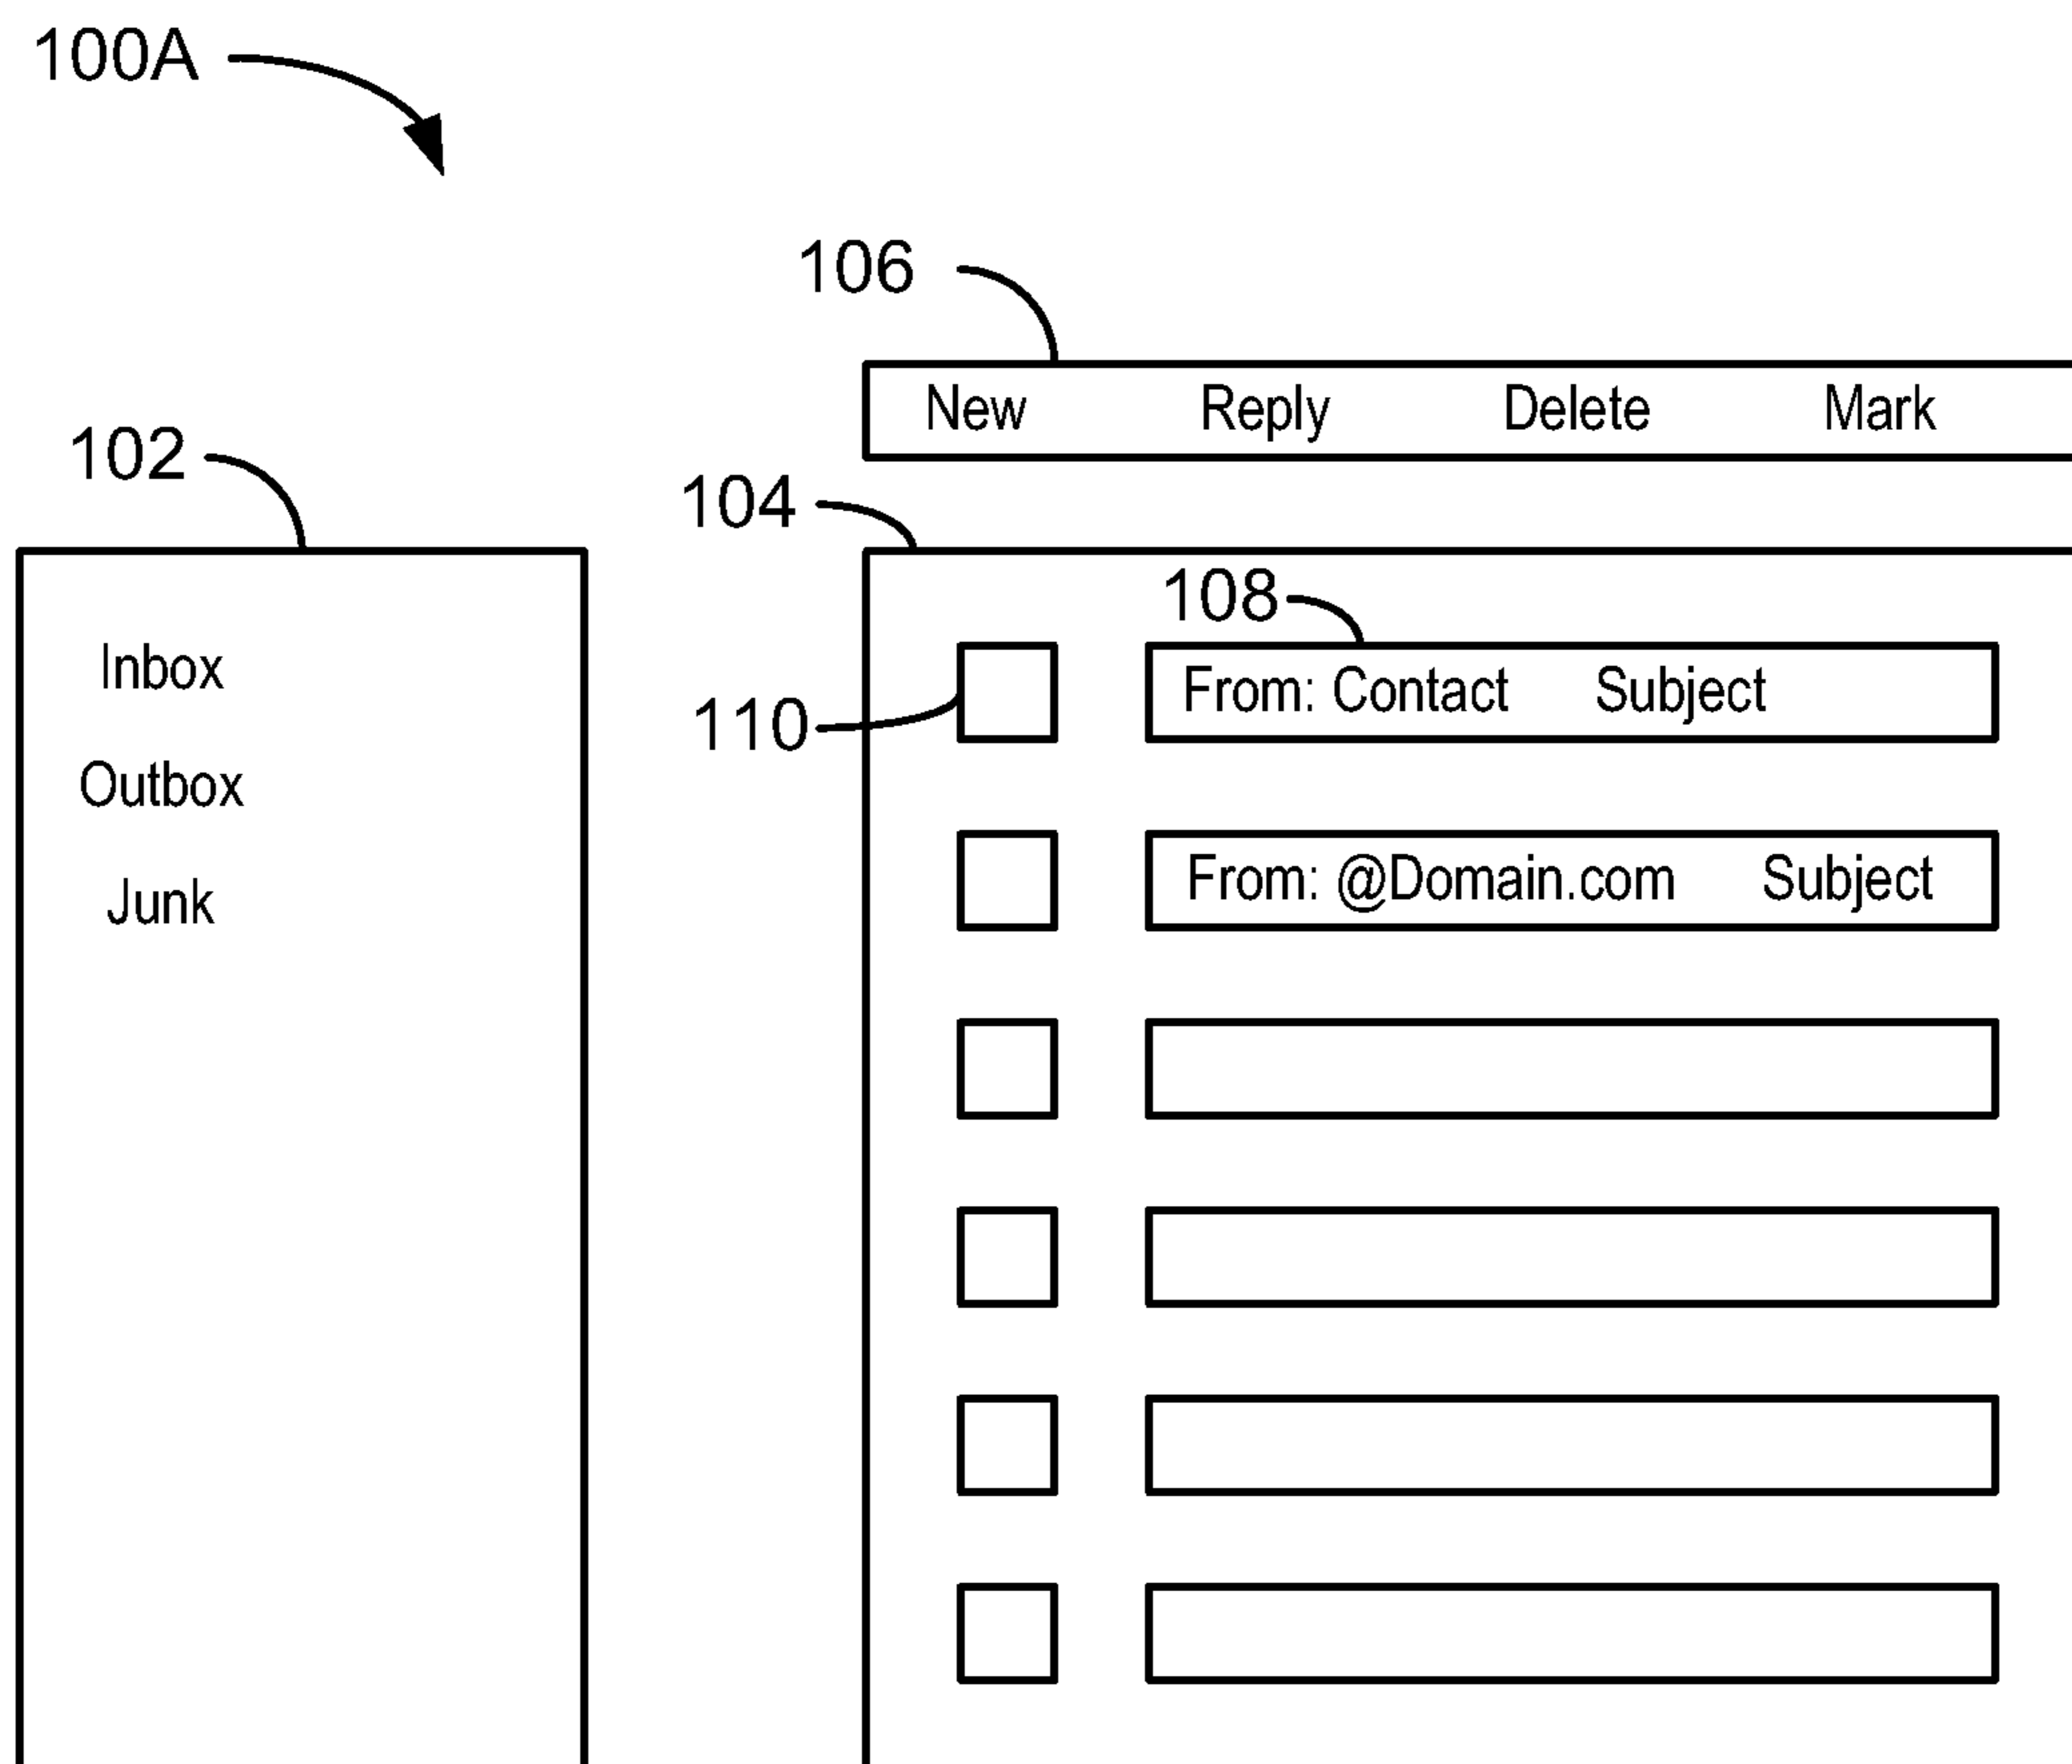 100A
106
New Reply Delete Mark
102
104
108
Inbox
From: Contact Subject
110
Outbox
From: @Domain.com Subject
Junk